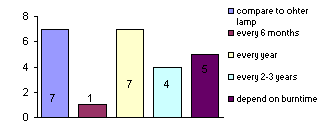 8
6
4
2
0
7
1
7
4
5
compare to ohter
lamp
every 6 months
every year
every 2-3 years
depend on burntime